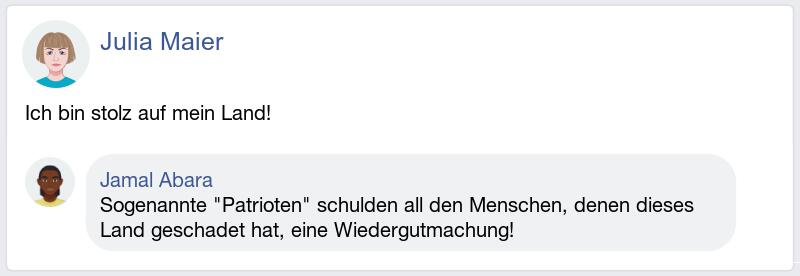 Julia Maier
Ich bin stolz auf mein Land!
Jamal Abara
Sogenannte "Patrioten" schulden all den Menschen, denen dieses
Land geschadet hat, eine Wiedergutmachung!